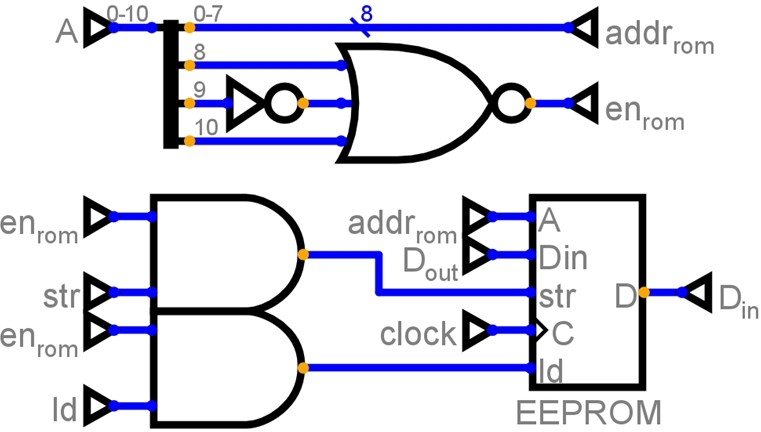 0-10 0-7 8
A addr_rom
8
9
en_rom
10
en_rom addr_rom A
D_out Din
str str D D_in
en_rom clock C
ld ld
EEPROM